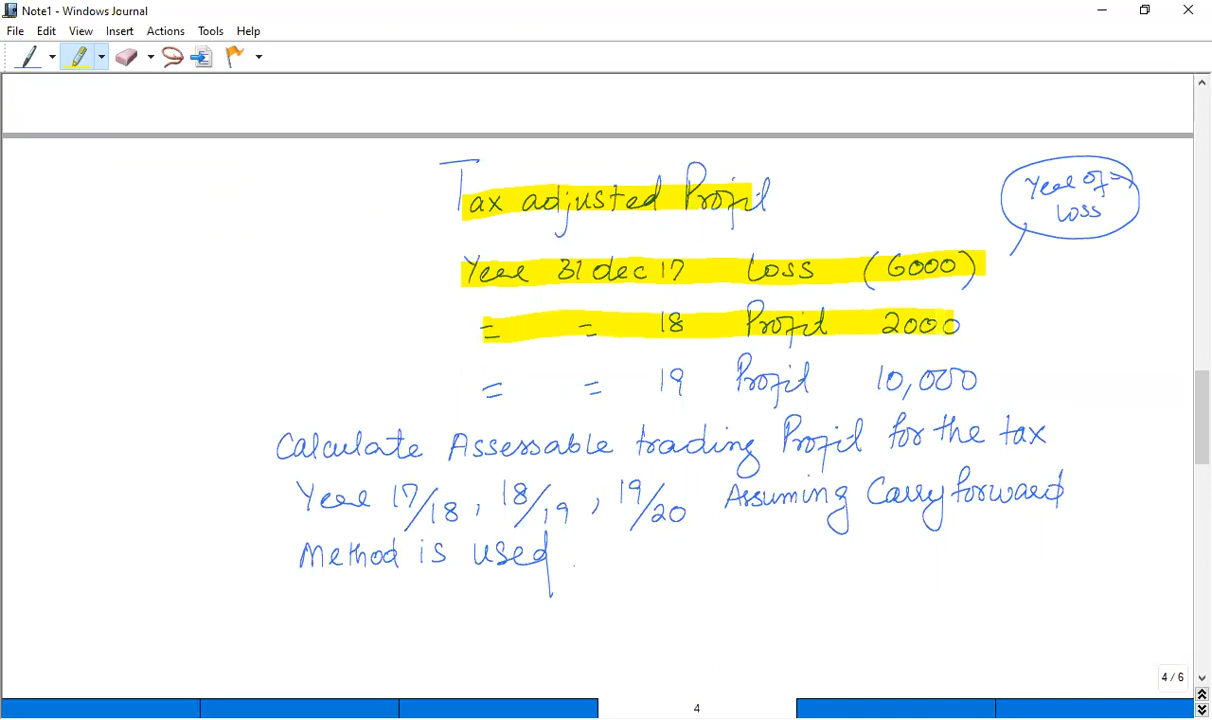 Note1 - Windows Journal
File Edit View Insert Actions Tools Help
Tax adjusted Profit
Year of
Loss
Year 31 dec 17 Loss (6000)
= = 18 Profit 2000
= = 19 Profit 10,000
Calculate Assessable trading Profit for the tax
Year 17/18, 18/19, 19/20 Assuming Carry forward
Method is used
4 / 6
4